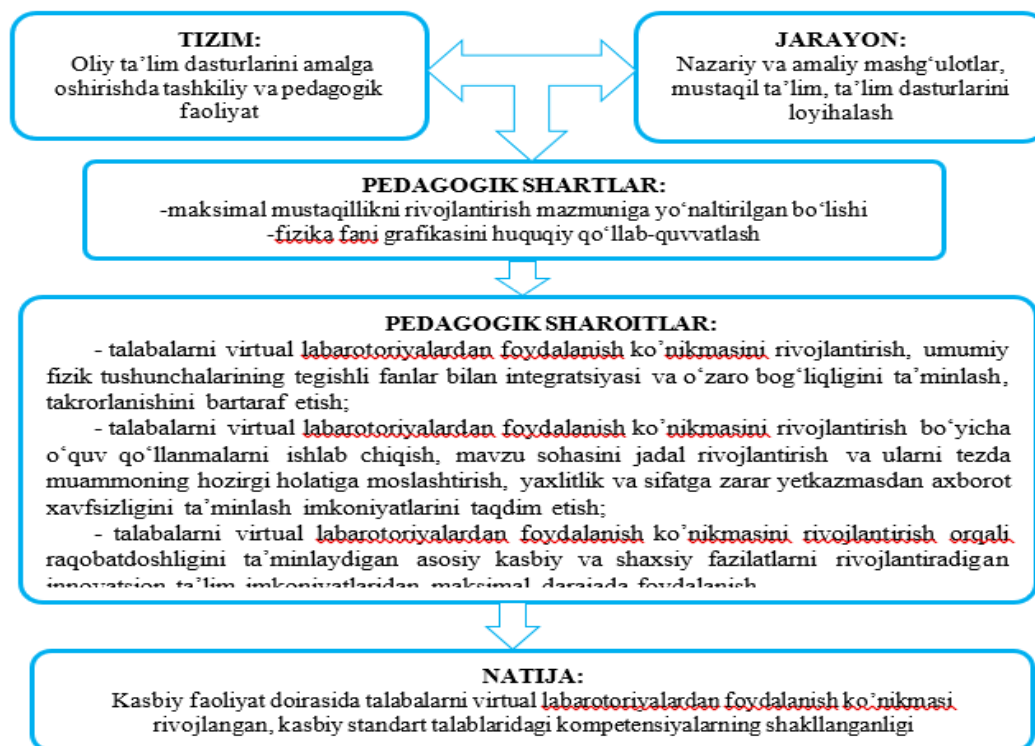 TIZIM:
Oliy ta’lim dasturlarini amalga
oshirishda tashkiliy va pedagogik
faoliyat
JARAYON:
Nazariy va amaliy mashg‘ulotlar,
mustaqil ta’lim, ta’lim dasturlarini
loyihalash
PEDAGOGIK SHARTLAR:
-maksimal mustaqillikni rivojlantirish mazmuniga yo‘naltirilgan bo‘lishi
-fizika fani grafikasini huquqiy qo‘llab-quvvatlash
PEDAGOGIK SHAROITLAR:
- talabalarni virtual labarotoriyalardan foydalanish ko’nikmasini rivojlantirish, umumiy
fizik tushunchalarining tegishli fanlar bilan integratsiyasi va o‘zaro bog‘liqligini ta’minlash,
takrorlanishini bartaraf etish;
- talabalarni virtual labarotoriyalardan foydalanish ko’nikmasini rivojlantirish bo‘yicha
o‘quv qo‘llanmalarni ishlab chiqish, mavzu sohasini jadal rivojlantirish va ularni tezda
muammoning hozirgi holatiga moslashtirish, yaxlitlik va sifatga zarar yetkazmasdan axborot
xavfsizligini ta’minlash imkoniyatlarini taqdim etish;
- talabalarni virtual labarotoriyalardan foydalanish ko’nikmasini rivojlantirish orqali
raqobatdoshligini ta’minlaydigan asosiy kasbiy va shaxsiy fazilatlarni rivojlantiradigan
innovatsion ta’lim imkoniyatlaridan maksimal darajada foydalanish
NATIJA:
Kasbiy faoliyat doirasida talabalarni virtual labarotoriyalardan foydalanish ko’nikmasi
rivojlangan, kasbiy standart talablaridagi kompetensiyalarning shakllanganligi